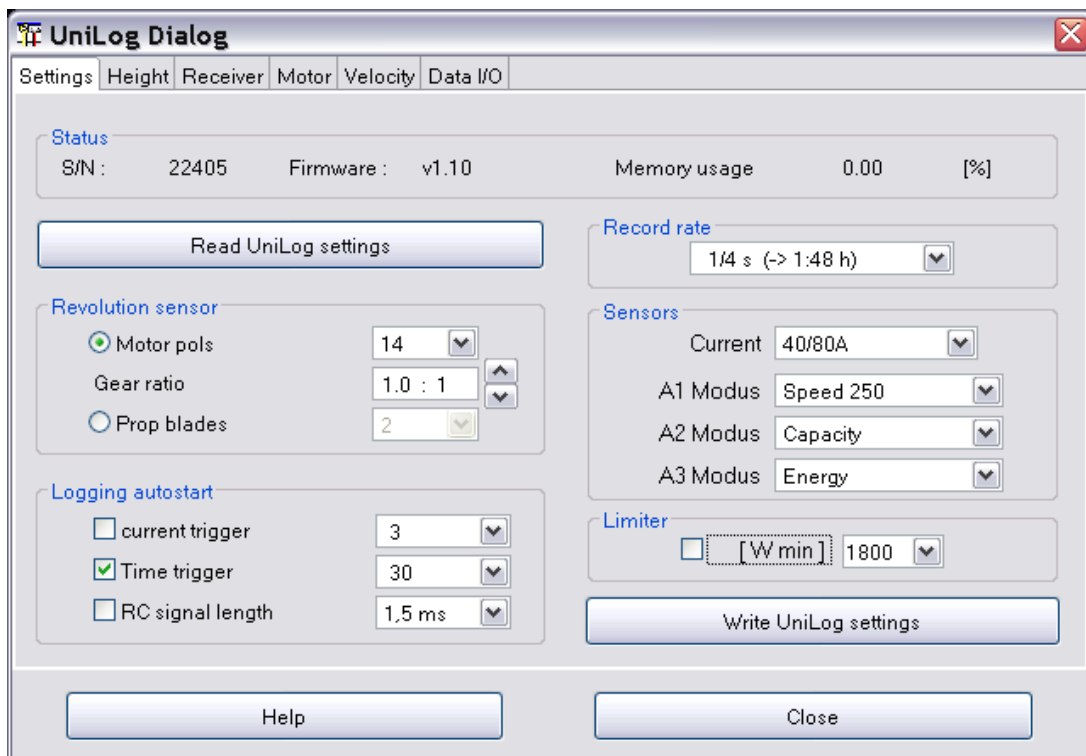 UniLog Dialog
Settings Height Receiver Motor Velocity Data I/O
Status
S/N : 22405 Firmware : v1.10 Memory usage 0.00 [%]
Read UniLog settings
Record rate
1/4 s (-> 1:48 h)
Revolution sensor
Motor pols 14
Gear ratio 1.0 : 1
Prop blades 2
Sensors
Current 40/80A
A1 Modus Speed 250
A2 Modus Capacity
A3 Modus Energy
Logging autostart
current trigger 3
Time trigger 30
RC signal length 1,5 ms
Limiter
[ W min ] 1800
Write UniLog settings
Help Close